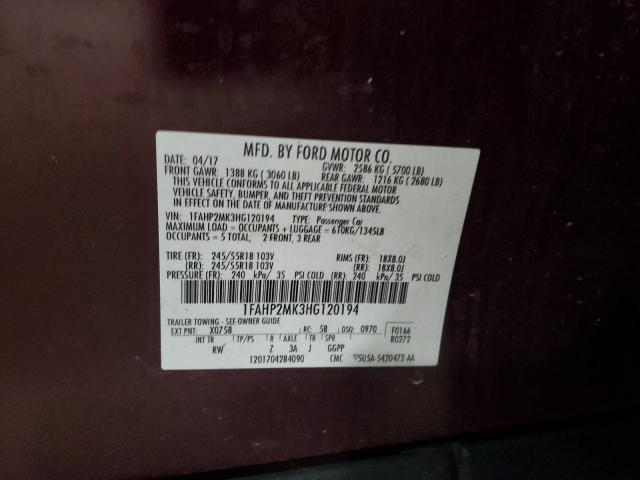 MFD. BY FORD MOTOR CO.
DATE: 04/17 GVWR: 2586 KG ( 5700 LB)
FRONT GAWR: 1388 KG ( 3060 LB) REAR GAWR: 1216 KG ( 2680 LB)
THIS VEHICLE CONFORMS TO ALL APPLICABLE FEDERAL MOTOR
VEHICLE SAFETY, BUMPER, AND THEFT PREVENTION STANDARDS
IN EFFECT ON THE DATE OF MANUFACTURE SHOWN ABOVE.
VIN: 1FAHP2MK3HG120194 TYPE: Passenger Car
MAXIMUM LOAD = OCCUPANTS + LUGGAGE = 610KG/1345LB
OCCUPANTS = 5 TOTAL; 2 FRONT, 3 REAR
TIRE (FR): 245/55R18 103V RIMS (FR): 18X8.0J
(RR): 245/55R18 103V (RR): 18X8.0J
PRESSURE (FR): 240 kPa/ 35 PSI COLD (RR): 240 kPa/ 35 PSI COLD
1FAHP2MK3HG120194
TRAILER TOWING - SEE OWNER GUIDE
EXT PNT: X0758 RC: 58 DSO: 0970 F0166
R0272
INT TR TP/PS R AXLE TR SPR
RW Z 3A J GGPP
1201704284090 CMC 5U5A-5420472-AA